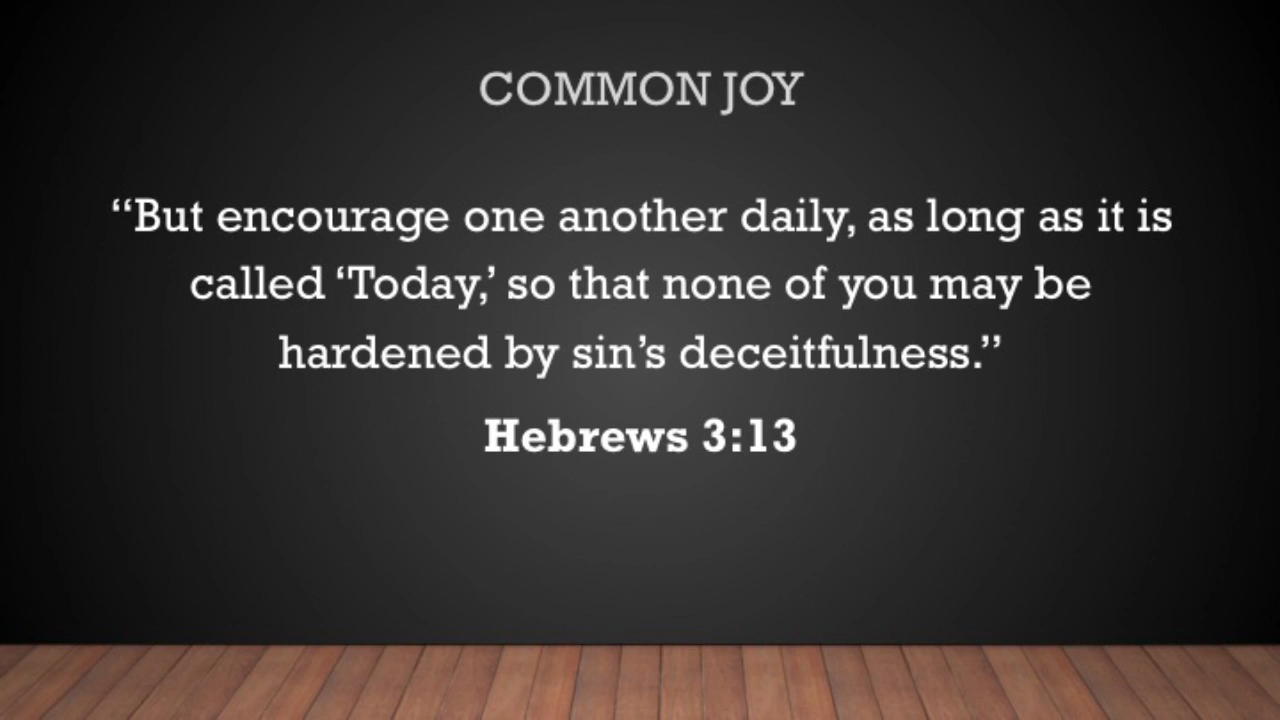 COMMON JOY
“But encourage one another daily, as long as it is
called ‘Today,’ so that none of you may be
hardened by sin’s deceitfulness.”
Hebrews 3:13